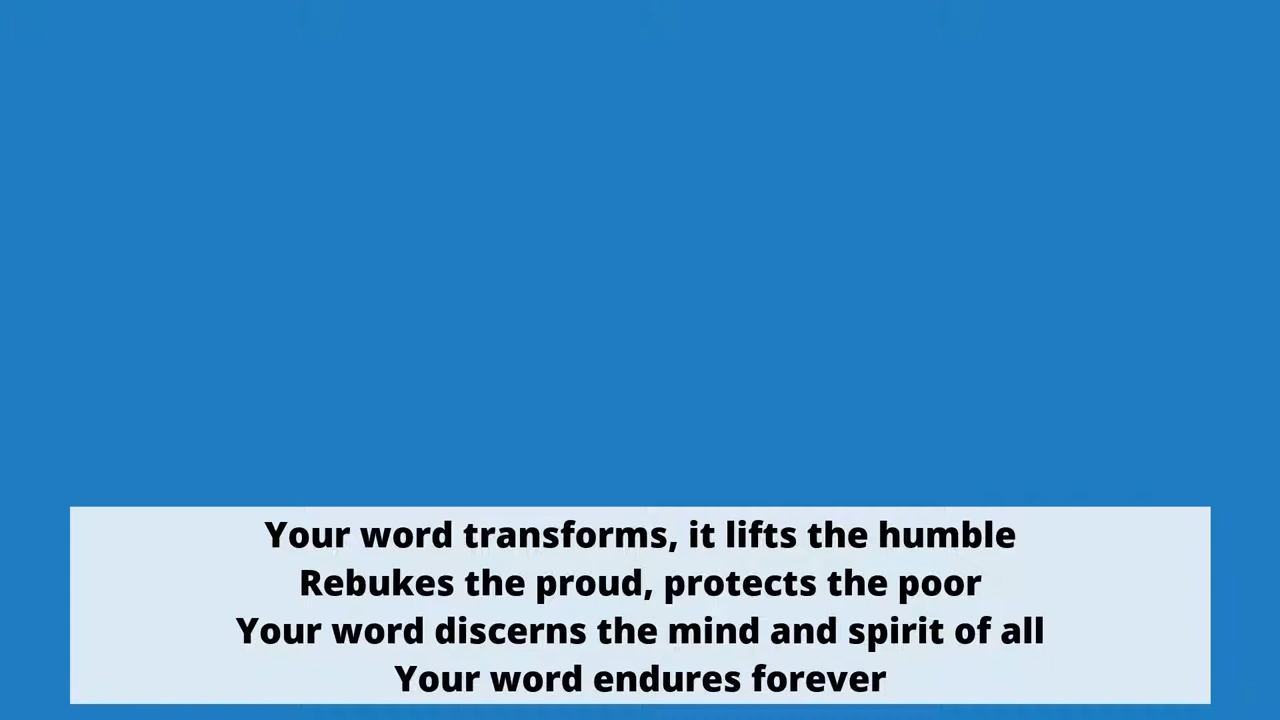 Your word transforms, it lifts the humble
Rebukes the proud, protects the poor
Your word discerns the mind and spirit of all
Your word endures forever